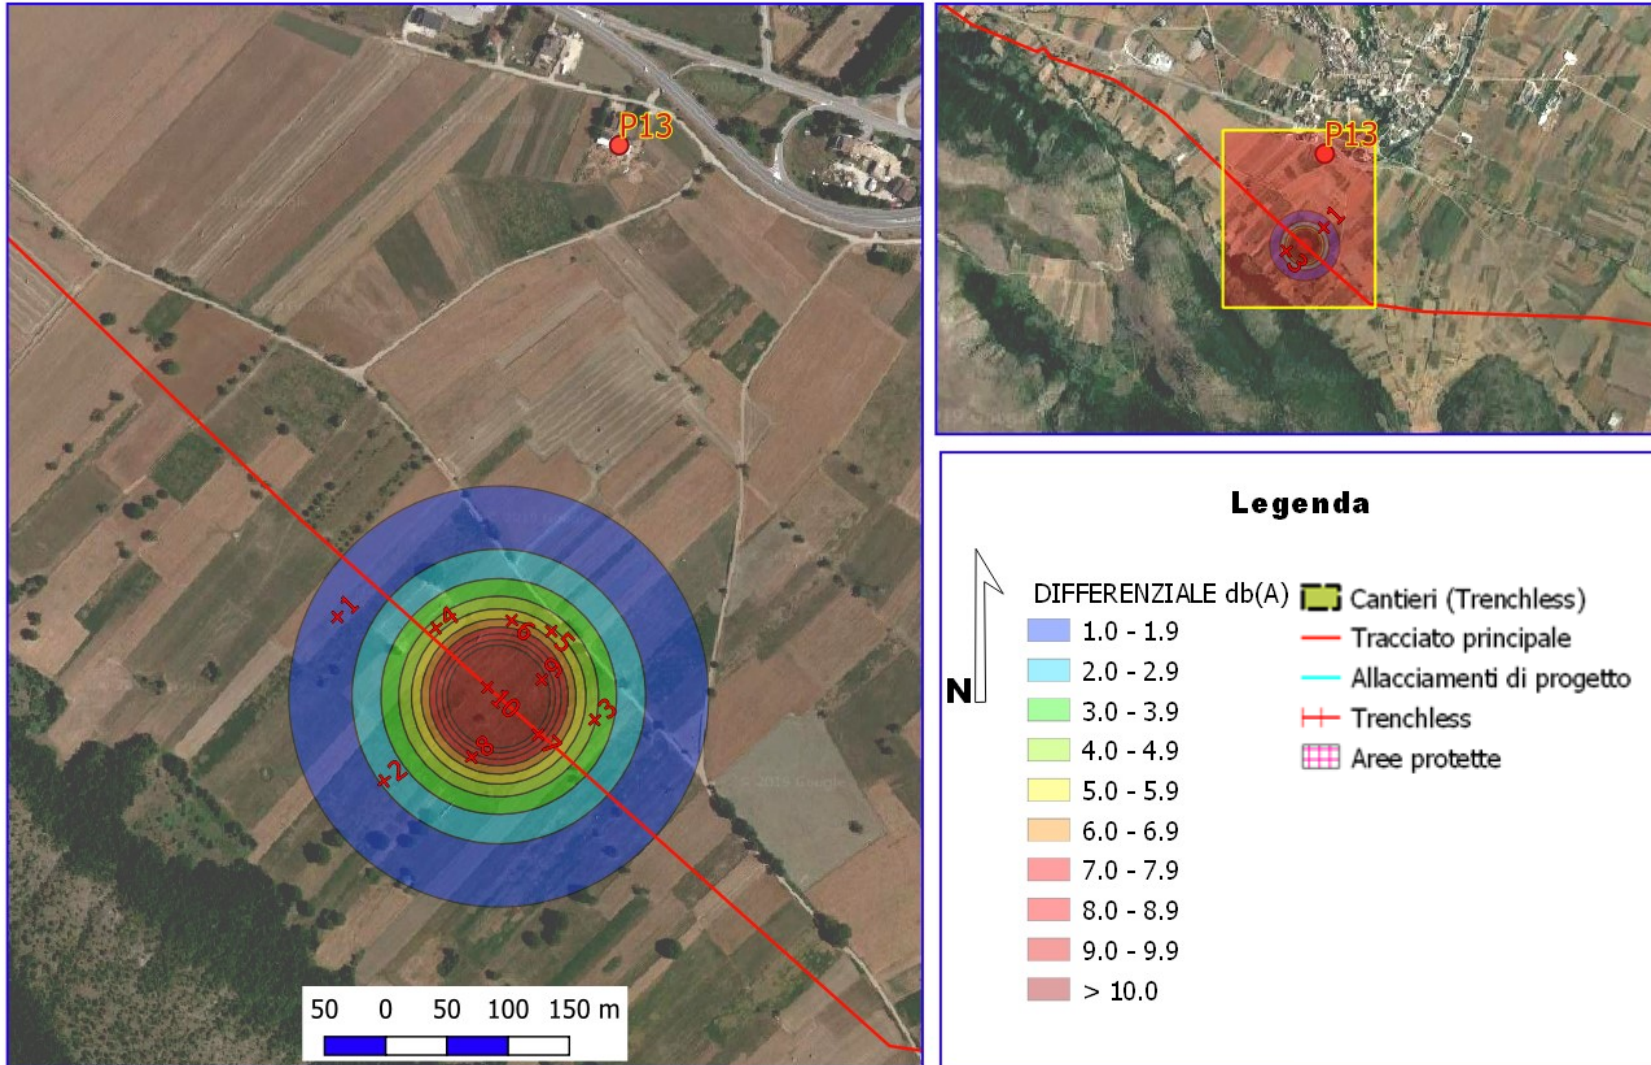 P13
+1
+2
+3
+4
+5
+6
+8
+9
+10
50 0 50 100 150 m
P13
+1
+3
Legenda
N
DIFFERENZIALE db(A)
1.0 - 1.9
2.0 - 2.9
3.0 - 3.9
4.0 - 4.9
5.0 - 5.9
6.0 - 6.9
7.0 - 7.9
8.0 - 8.9
9.0 - 9.9
> 10.0
Cantieri (Trenchless)
Tracciato principale
Allacciamenti di progetto
Trenchless
Aree protette